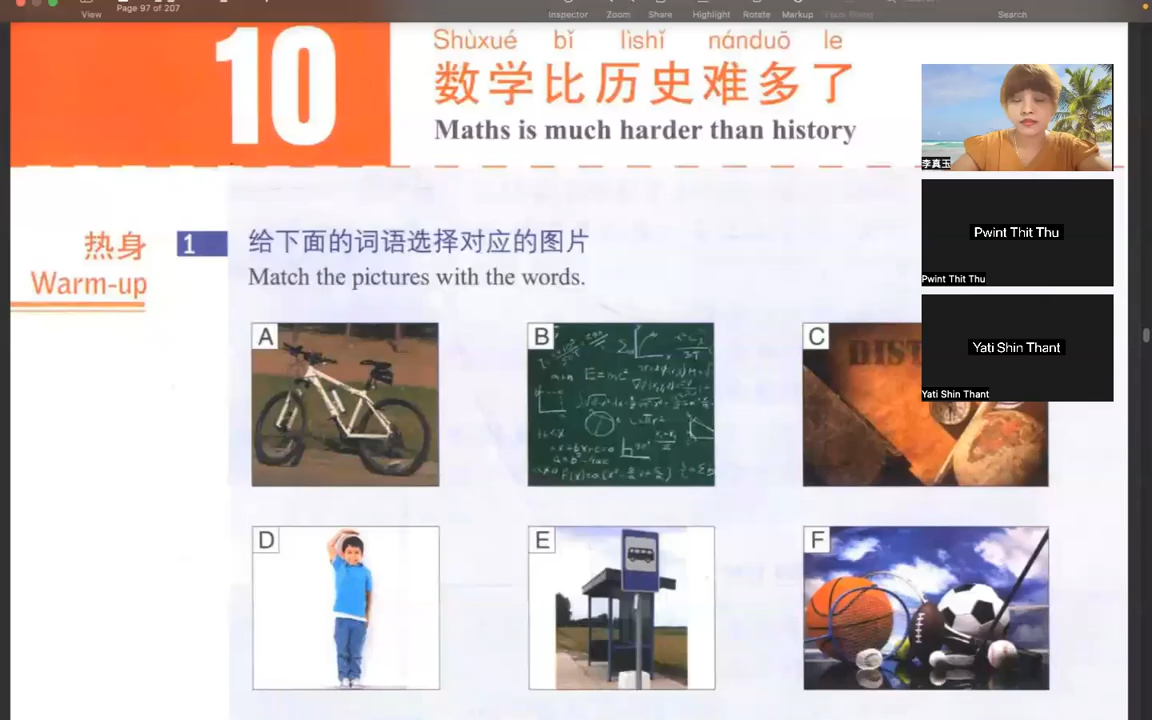 Page 97 of 207
View
Inspector
Zoom
Share
Highlight
Rotate
Markup
Search
10
Shùxué bǐ lìshǐ nánduō le
数学比历史难多了
Maths is much harder than history
热身
Warm-up
1
给下面的词语选择对应的图片
Match the pictures with the words.
A
B
E=mc²
C
DIST
D
E
F
李真玉
Pwint Thit Thu
Pwint Thit Thu
Yati Shin Thant
Yati Shin Thant